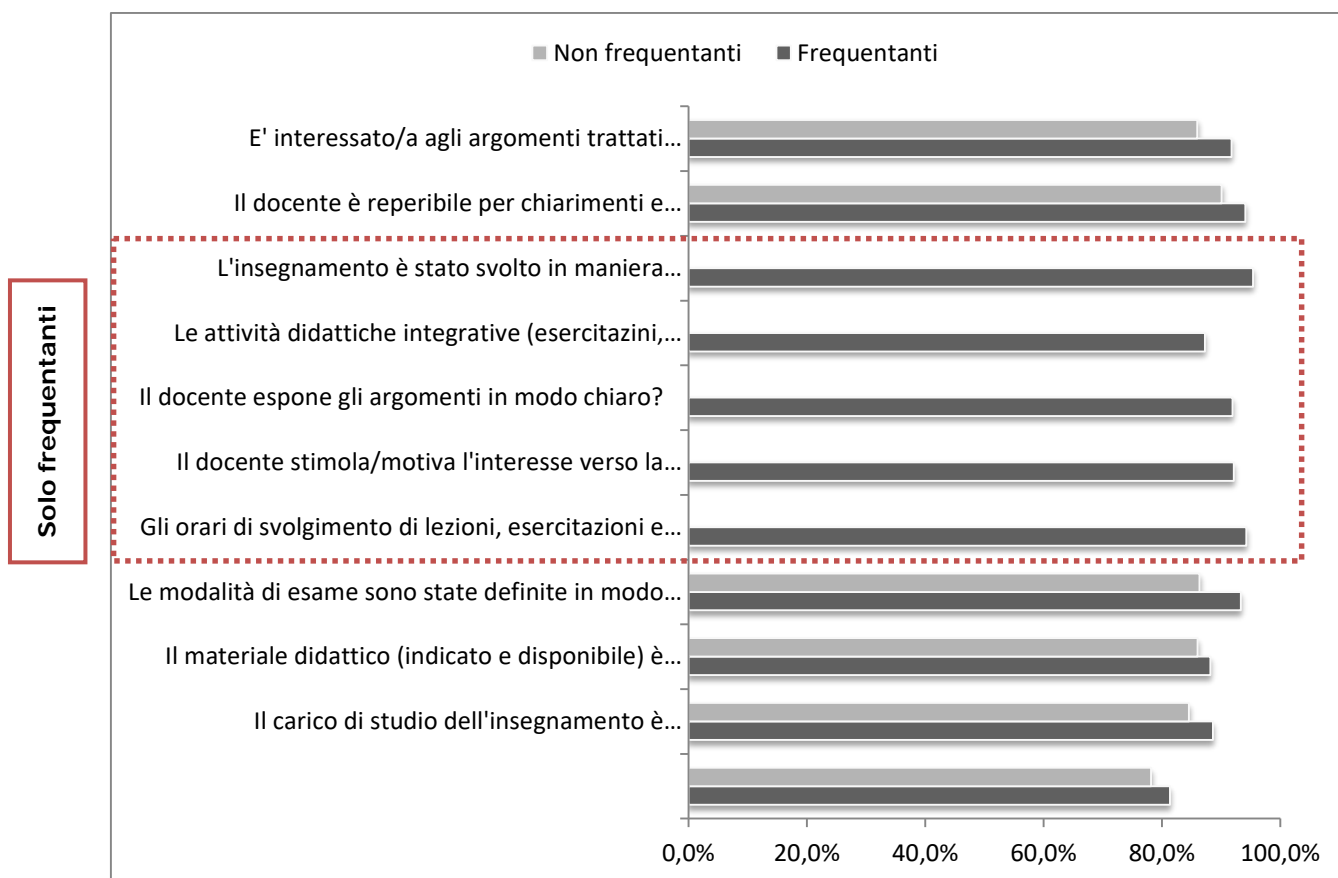 Non frequentanti Frequentanti
E' interessato/a agli argomenti trattati...
Il docente è reperibile per chiarimenti e...
L'insegnamento è stato svolto in maniera...
Le attività didattiche integrative (esercitazini,...
Il docente espone gli argomenti in modo chiaro?
Il docente stimola/motiva l'interesse verso la...
Gli orari di svolgimento di lezioni, esercitazioni e...
Le modalità di esame sono state definite in modo...
Il materiale didattico (indicato e disponibile) è...
Il carico di studio dell'insegnamento è...
Solo frequentanti
0,0% 20,0% 40,0% 60,0% 80,0% 100,0%